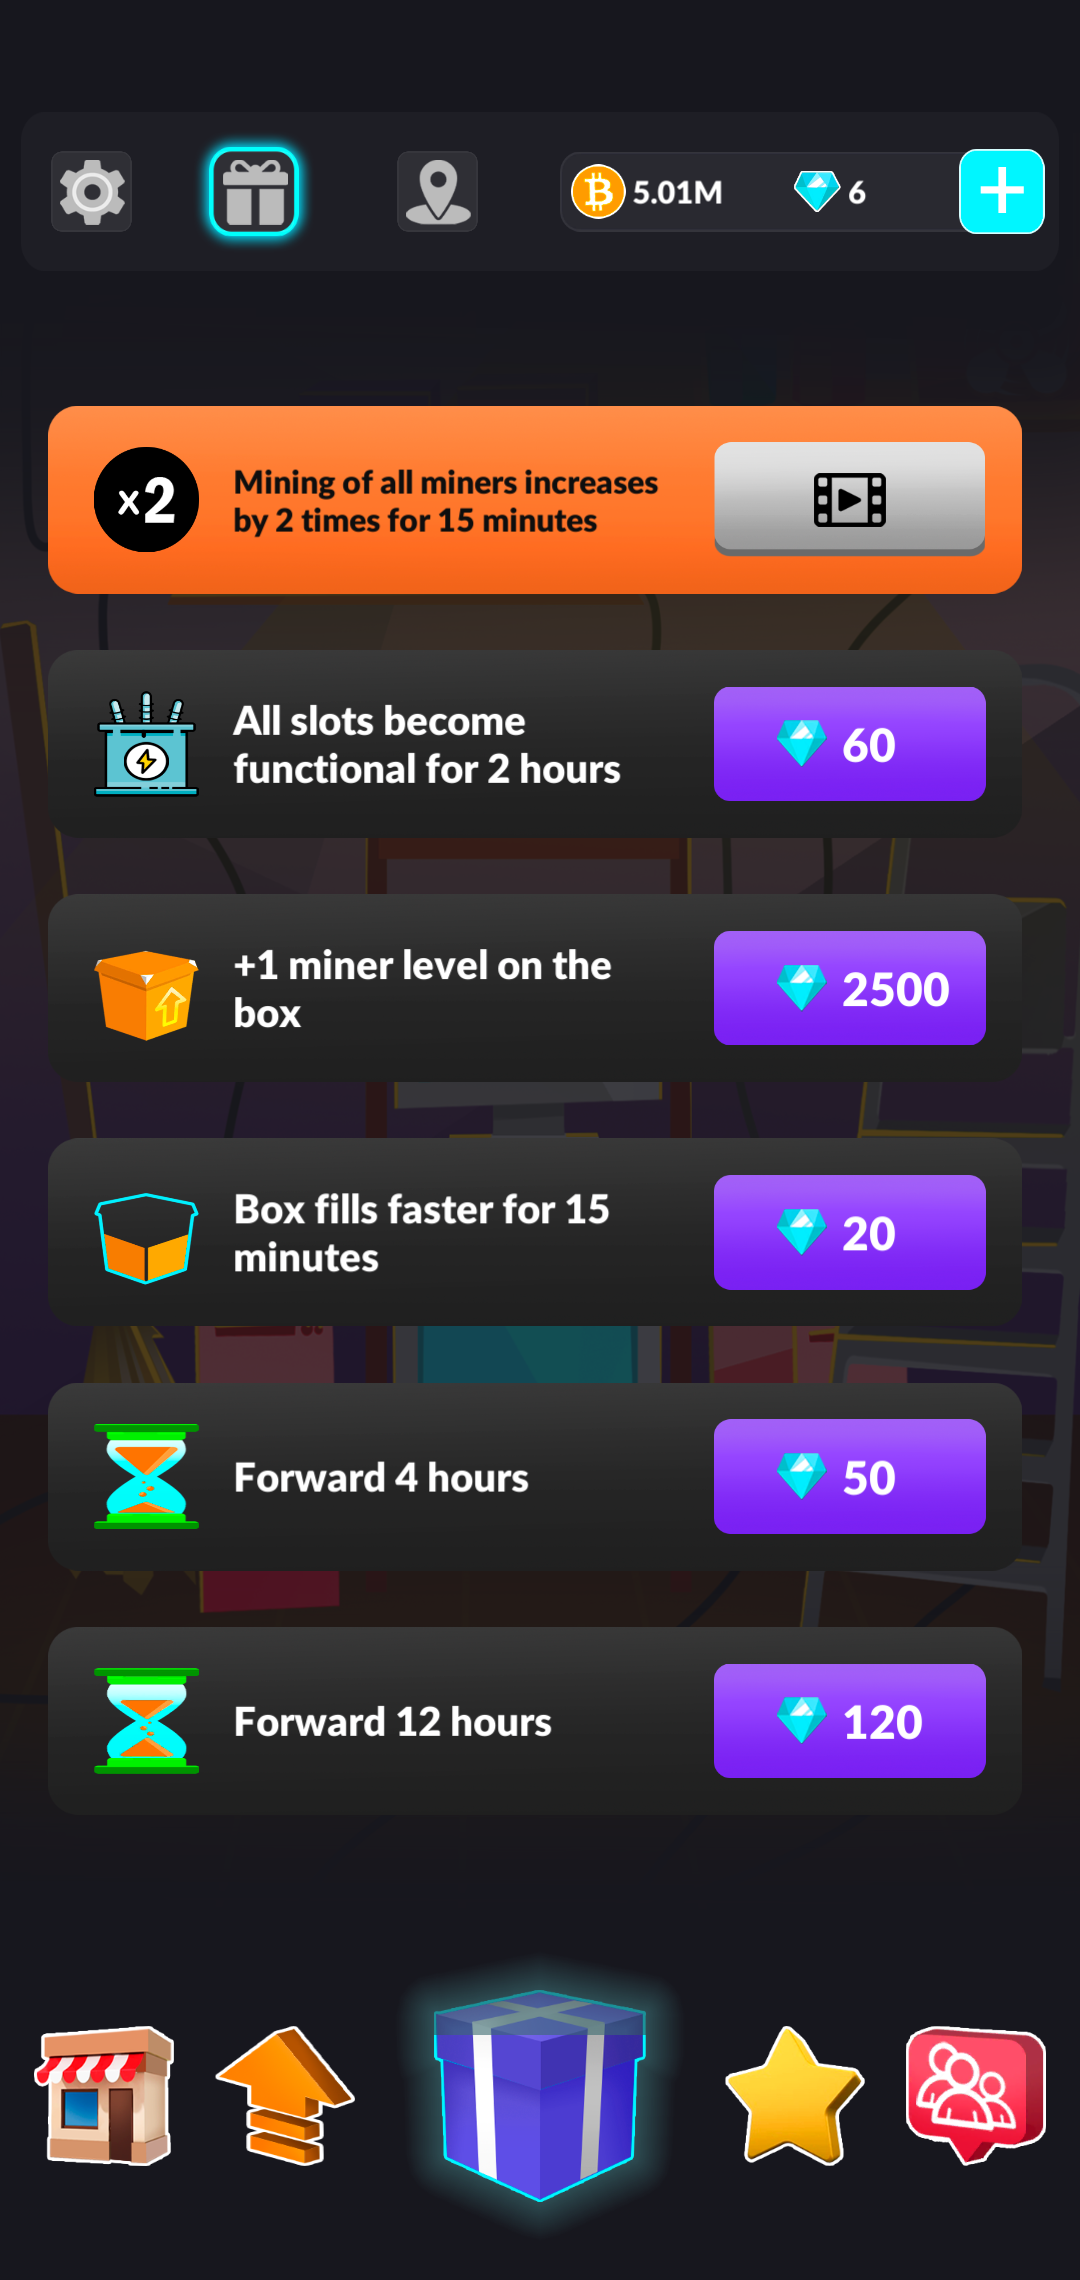 5.01M 6
x2
Mining of all miners increases
by 2 times for 15 minutes
All slots become
functional for 2 hours
60
+1 miner level on the
box
2500
Box fills faster for 15
minutes
20
Forward 4 hours
50
Forward 12 hours
120